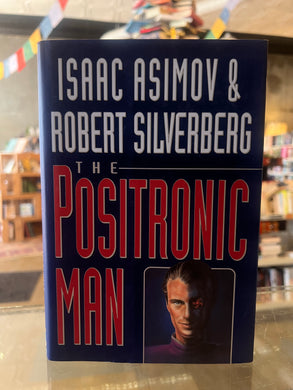 ISAAC ASIMOV &
ROBERT SILVERBERG
THE
POSITRONIC
MAN